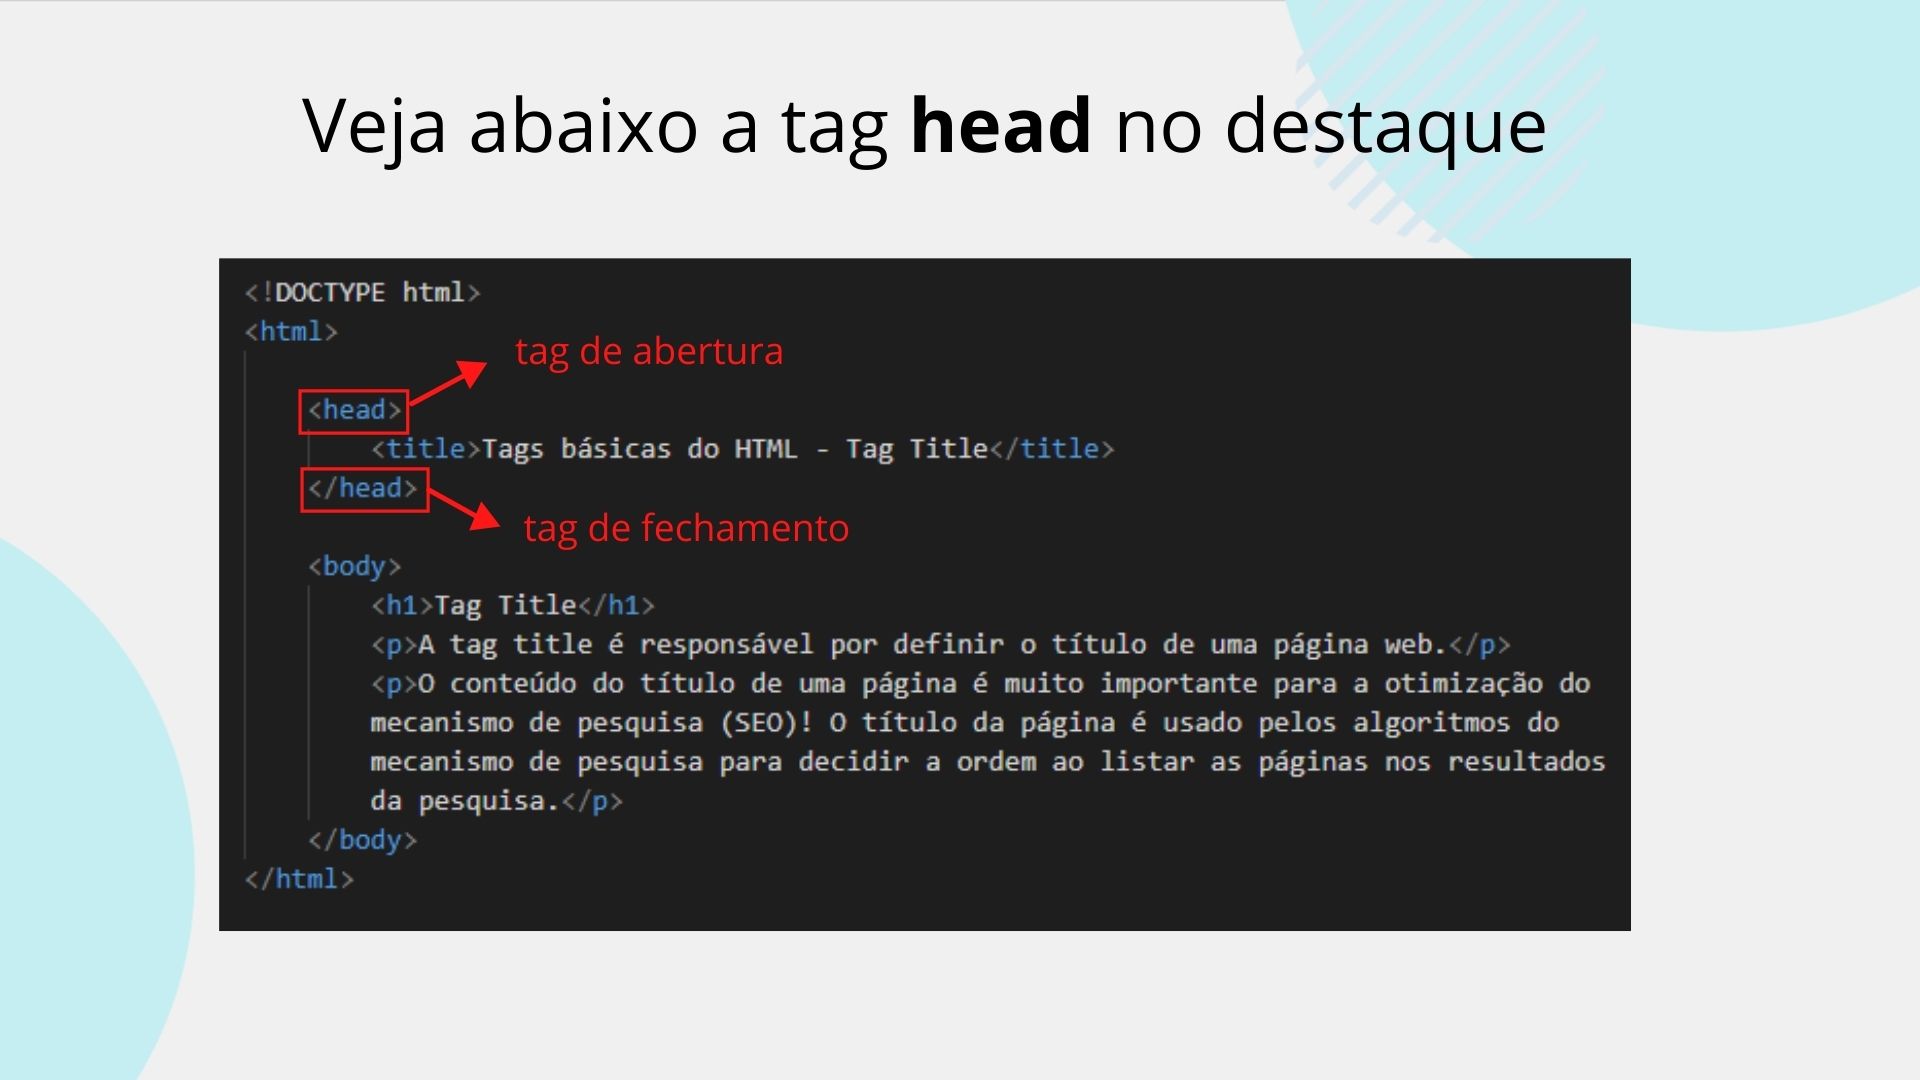 Veja abaixo a tag head no destaque
<!DOCTYPE html>
<html>
tag de abertura
<head>
<title>Tags básicas do HTML - Tag Title</title>
</head>
tag de fechamento
<body>
<h1>Tag Title</h1>
<p>A tag title é responsável por definir o título de uma página web.</p>
<p>O conteúdo do título de uma página é muito importante para a otimização do
mecanismo de pesquisa (SEO)! O título da página é usado pelos algoritmos do
mecanismo de pesquisa para decidir a ordem ao listar as páginas nos resultados
da pesquisa.</p>
</body>
</html>